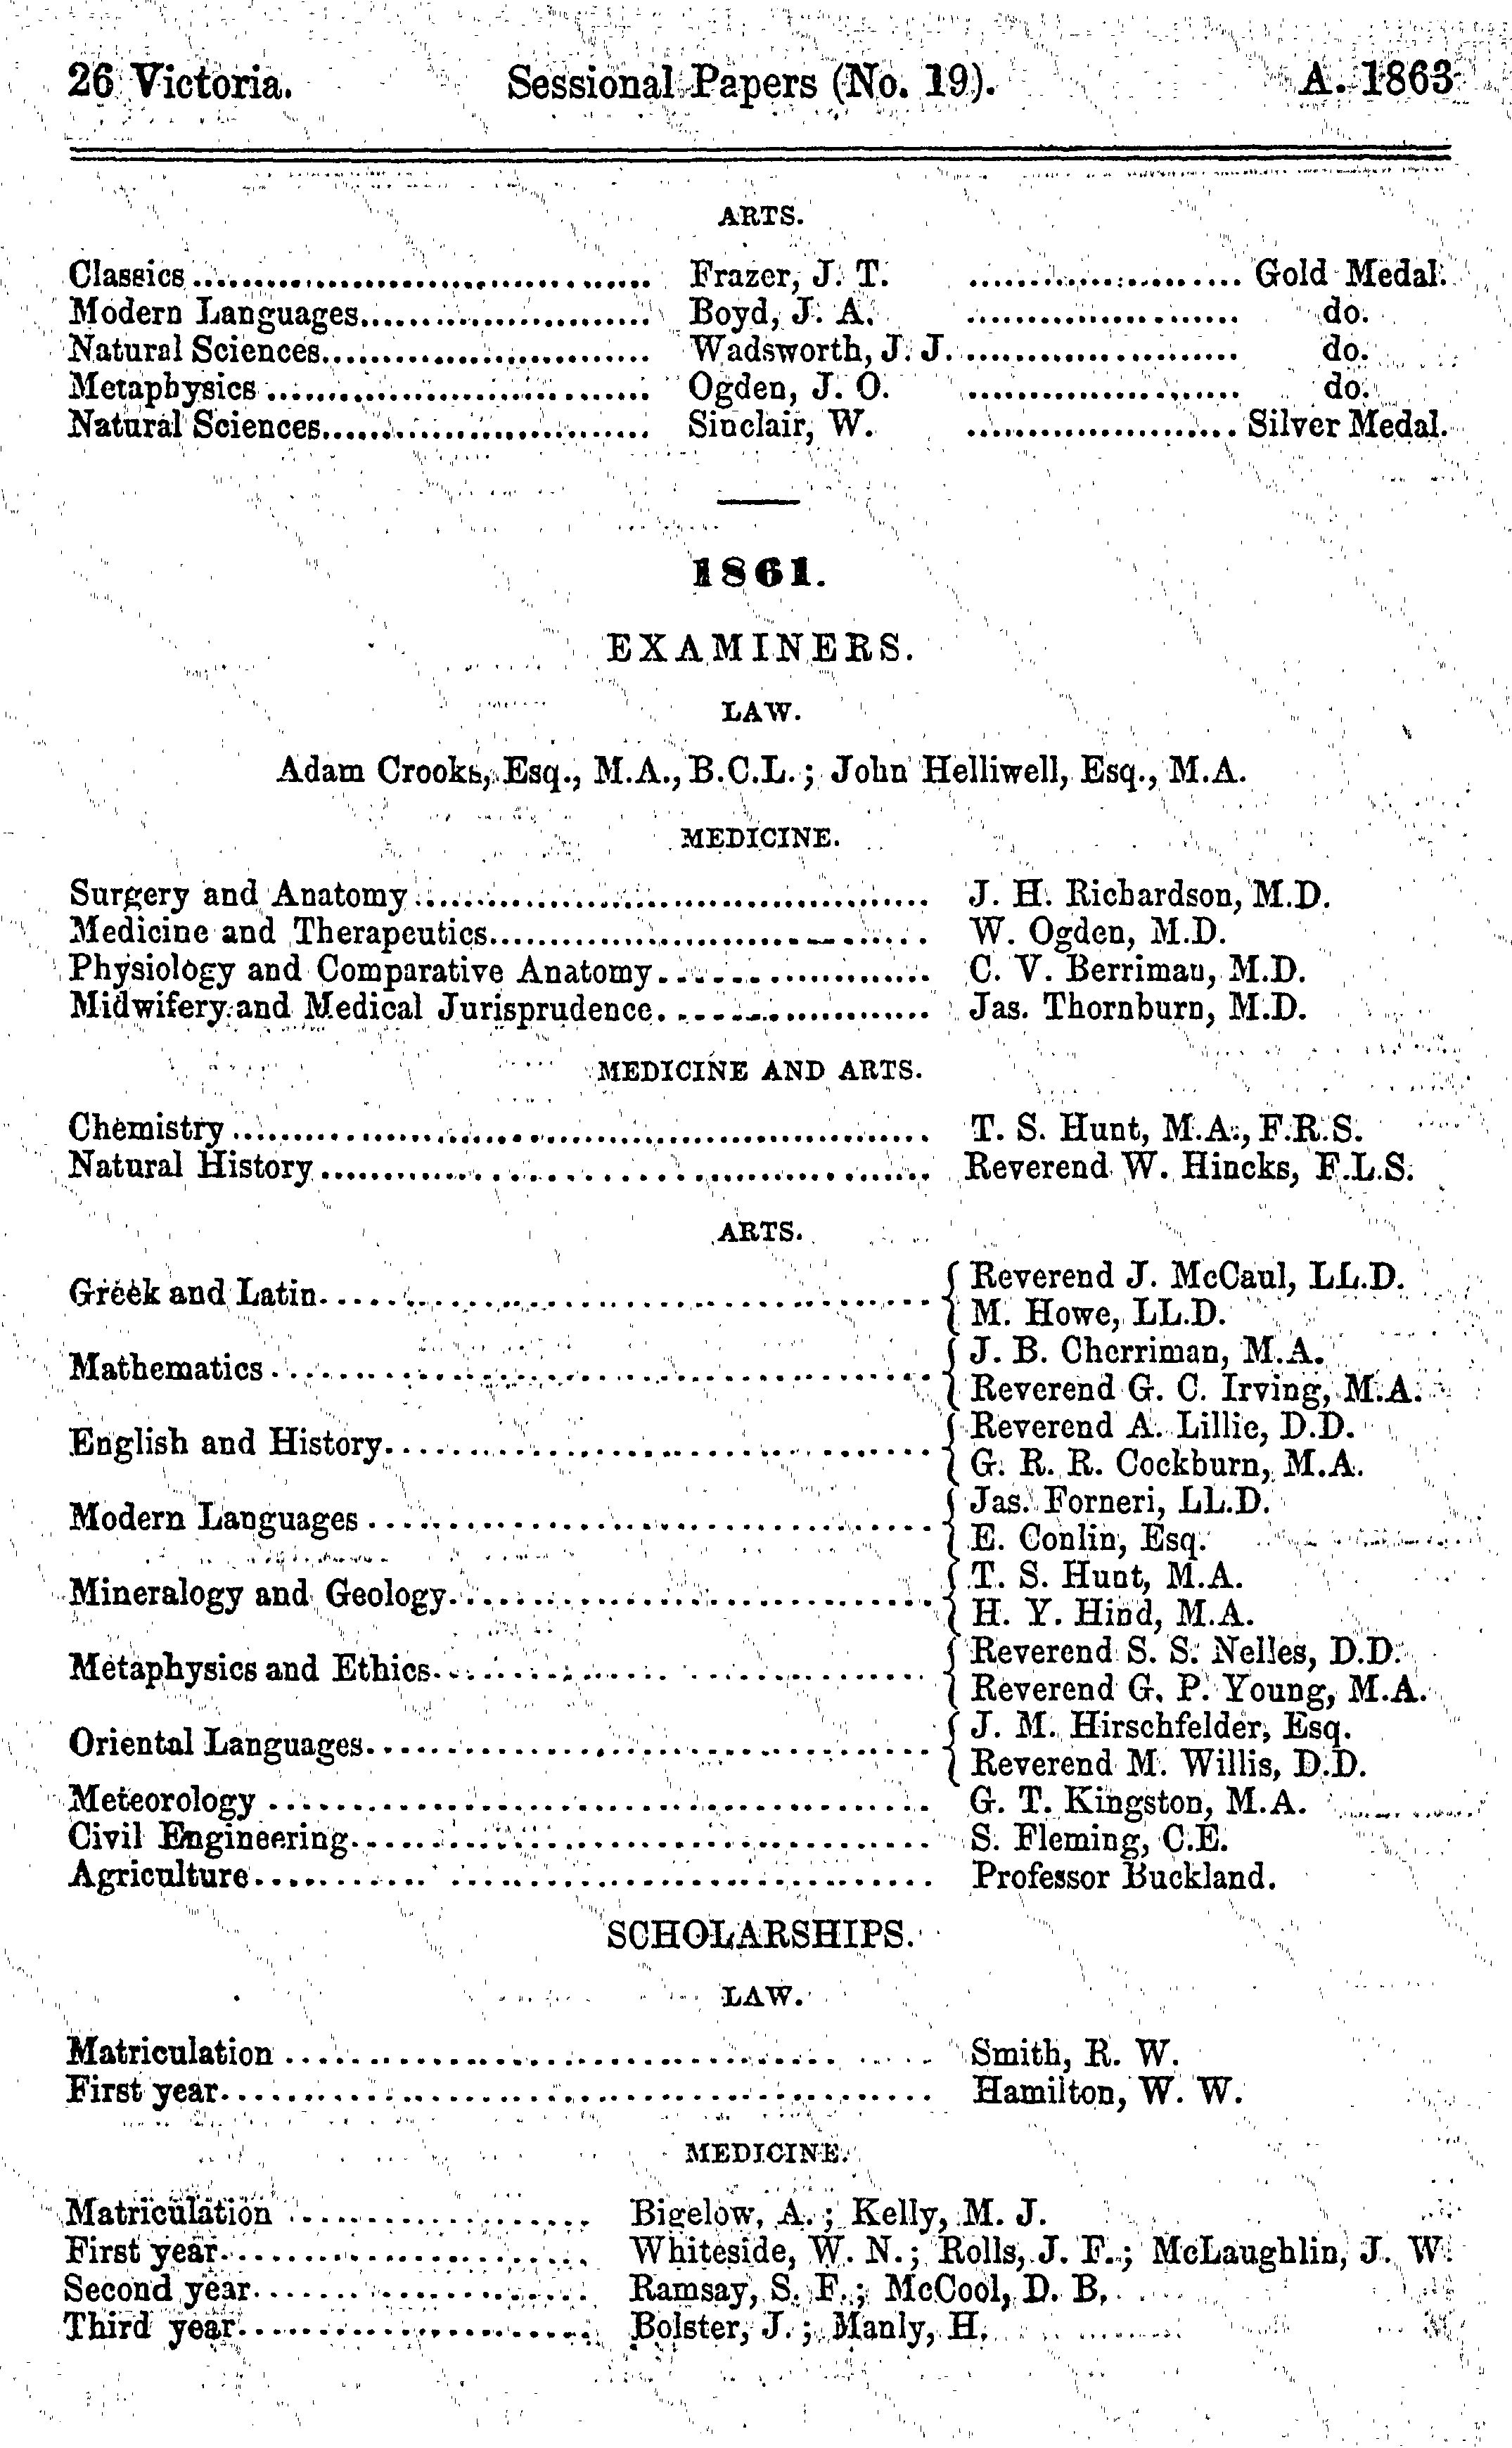 26 Victoria. Sessional Papers (No. 19). A. 1863
ARTS.
Classics ........ Frazer, J. T. ........ Gold Medal.
Modern Languages ........ Boyd, J. A. ........ do.
Natural Sciences ........ Wadsworth, J. J. ........ do.
Metaphysics ........ Ogden, J. O. ........ do.
Natural Sciences ........ Sinclair, W. ........ Silver Medal.
1861.
EXAMINERS.
LAW.
Adam Crooks, Esq., M.A., B.C.L.; John Helliwell, Esq., M.A.
MEDICINE.
Surgery and Anatomy ........ J. H. Richardson, M.D.
Medicine and Therapeutics ........ W. Ogden, M.D.
Physiology and Comparative Anatomy ........ C. V. Berriman, M.D.
Midwifery and Medical Jurisprudence ........ Jas. Thornburn, M.D.
MEDICINE AND ARTS.
Chemistry ........ T. S. Hunt, M.A., F.R.S.
Natural History ........ Reverend W. Hincks, F.L.S.
ARTS.
Greek and Latin ........ { Reverend J. McCaul, LL.D.
M. Howe, LL.D.
Mathematics ........ { J. B. Cherriman, M.A.
Reverend G. C. Irving, M.A.
English and History ........ { Reverend A. Lillie, D.D.
G. R. R. Cockburn, M.A.
Modern Languages ........ { Jas. Forneri, LL.D.
E. Conlin, Esq.
Mineralogy and Geology ........ { T. S. Hunt, M.A.
H. Y. Hind, M.A.
Metaphysics and Ethics ........ { Reverend S. S. Nelles, D.D.
Reverend G. P. Young, M.A.
Oriental Languages ........ { J. M. Hirschfelder, Esq.
Reverend M. Willis, D.D.
Meteorology ........ G. T. Kingston, M.A.
Civil Engineering ........ S. Fleming, C.E.
Agriculture ........ Professor Buckland.
SCHOLARSHIPS.
LAW.
Matriculation ........ Smith, R. W.
First year ........ Hamilton, W. W.
MEDICINE.
Matriculation ........ Bigelow, A.; Kelly, M. J.
First year ........ Whiteside, W. N.; Rolls, J. F.; McLaughlin, J. W.
Second year ........ Ramsay, S. F.; McCool, D. B.
Third year ........ Bolster, J.; Manly, H.